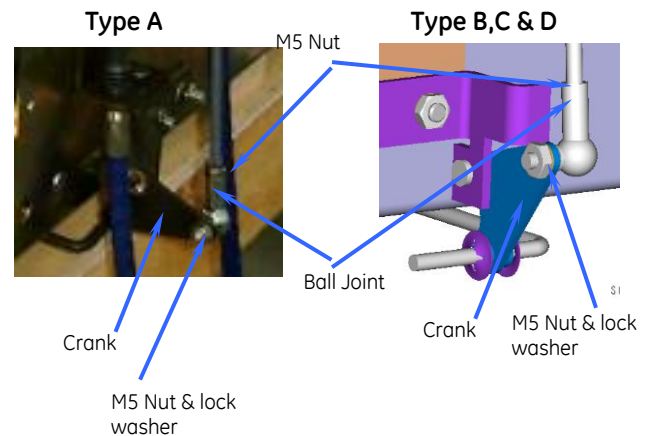 Type A
Type B,C & D
M5 Nut
Ball Joint
Crank
Crank
M5 Nut & lock
washer
M5 Nut & lock
washer